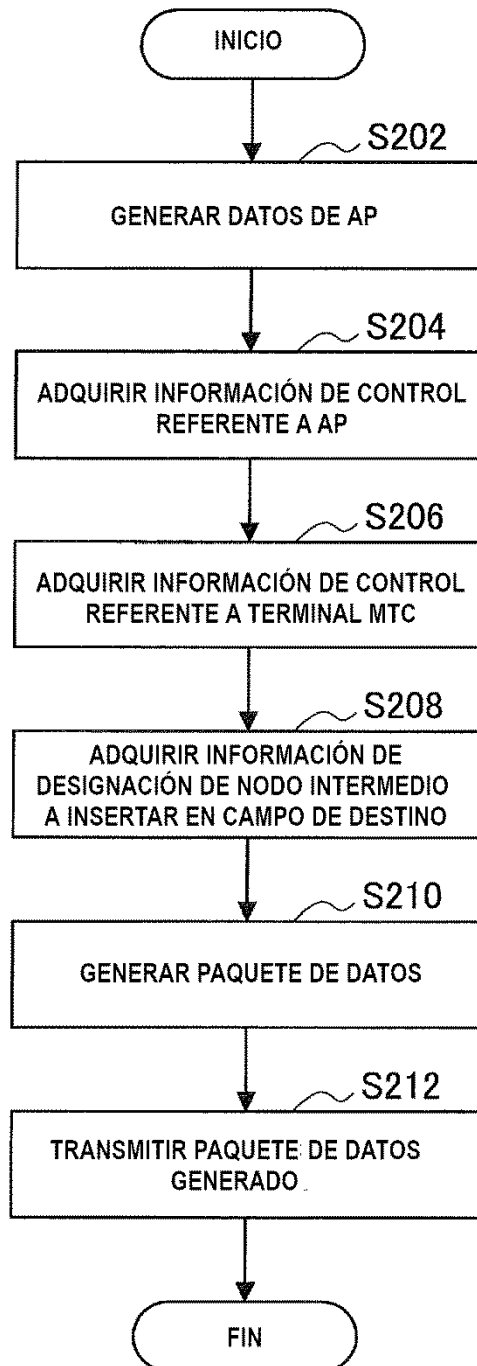 INICIO
S202
GENERAR DATOS DE AP
S204
ADQUIRIR INFORMACIÓN DE CONTROL
REFERENTE A AP
S206
ADQUIRIR INFORMACIÓN DE CONTROL
REFERENTE A TERMINAL MTC
S208
ADQUIRIR INFORMACIÓN DE
DESIGNACIÓN DE NODO INTERMEDIO
A INSERTAR EN CAMPO DE DESTINO
S210
GENERAR PAQUETE DE DATOS
S212
TRANSMITIR PAQUETE DE DATOS
GENERADO
FIN